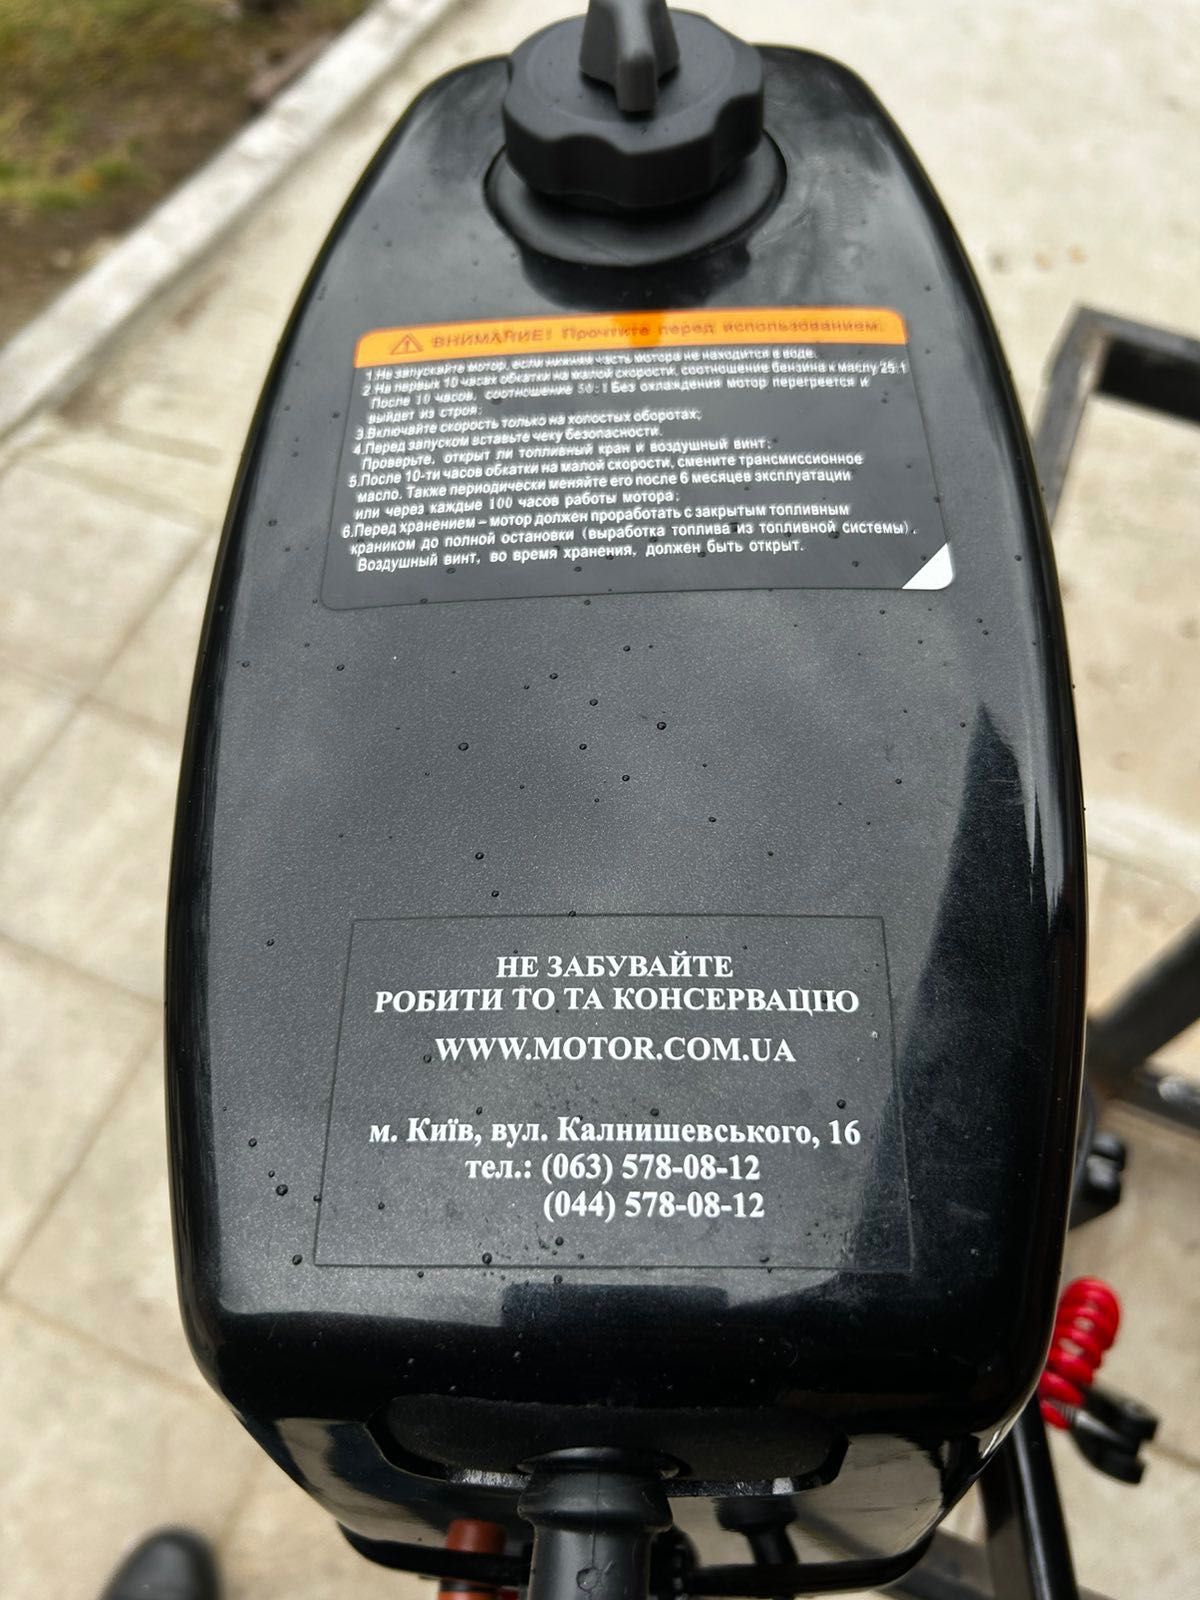 ВНИМАНИЕ! Прочтите перед использованием.
1.Не запускайте мотор, если нижняя часть мотора не находится в воде.
2.На первых 10 часах обкатки на малой скорости, соотношение бензина к маслу 25:1
После 10 часов, соотношение 50:1 Без охлаждения мотор перегреется и
выйдет из строя;
3.Включайте скорость только на холостых оборотах;
4.Перед запуском вставьте чеку безопасности.
Проверьте, открыт ли топливный кран и воздушный винт;
5.После 10-ти часов обкатки на малой скорости, смените трансмиссионное
масло. Также периодически меняйте его после 6 месяцев эксплуатации
или через каждые 100 часов работы мотора;
6.Перед хранением – мотор должен проработать с закрытым топливным
краником до полной остановки (выработка топлива из топливной системы).
Воздушный винт, во время хранения, должен быть открыт.
НЕ ЗАБУВАЙТЕ
РОБИТИ ТО ТА КОНСЕРВАЦІЮ
WWW.MOTOR.COM.UA
м. Київ, вул. Калнишевського, 16
тел.: (063) 578-08-12
(044) 578-08-12